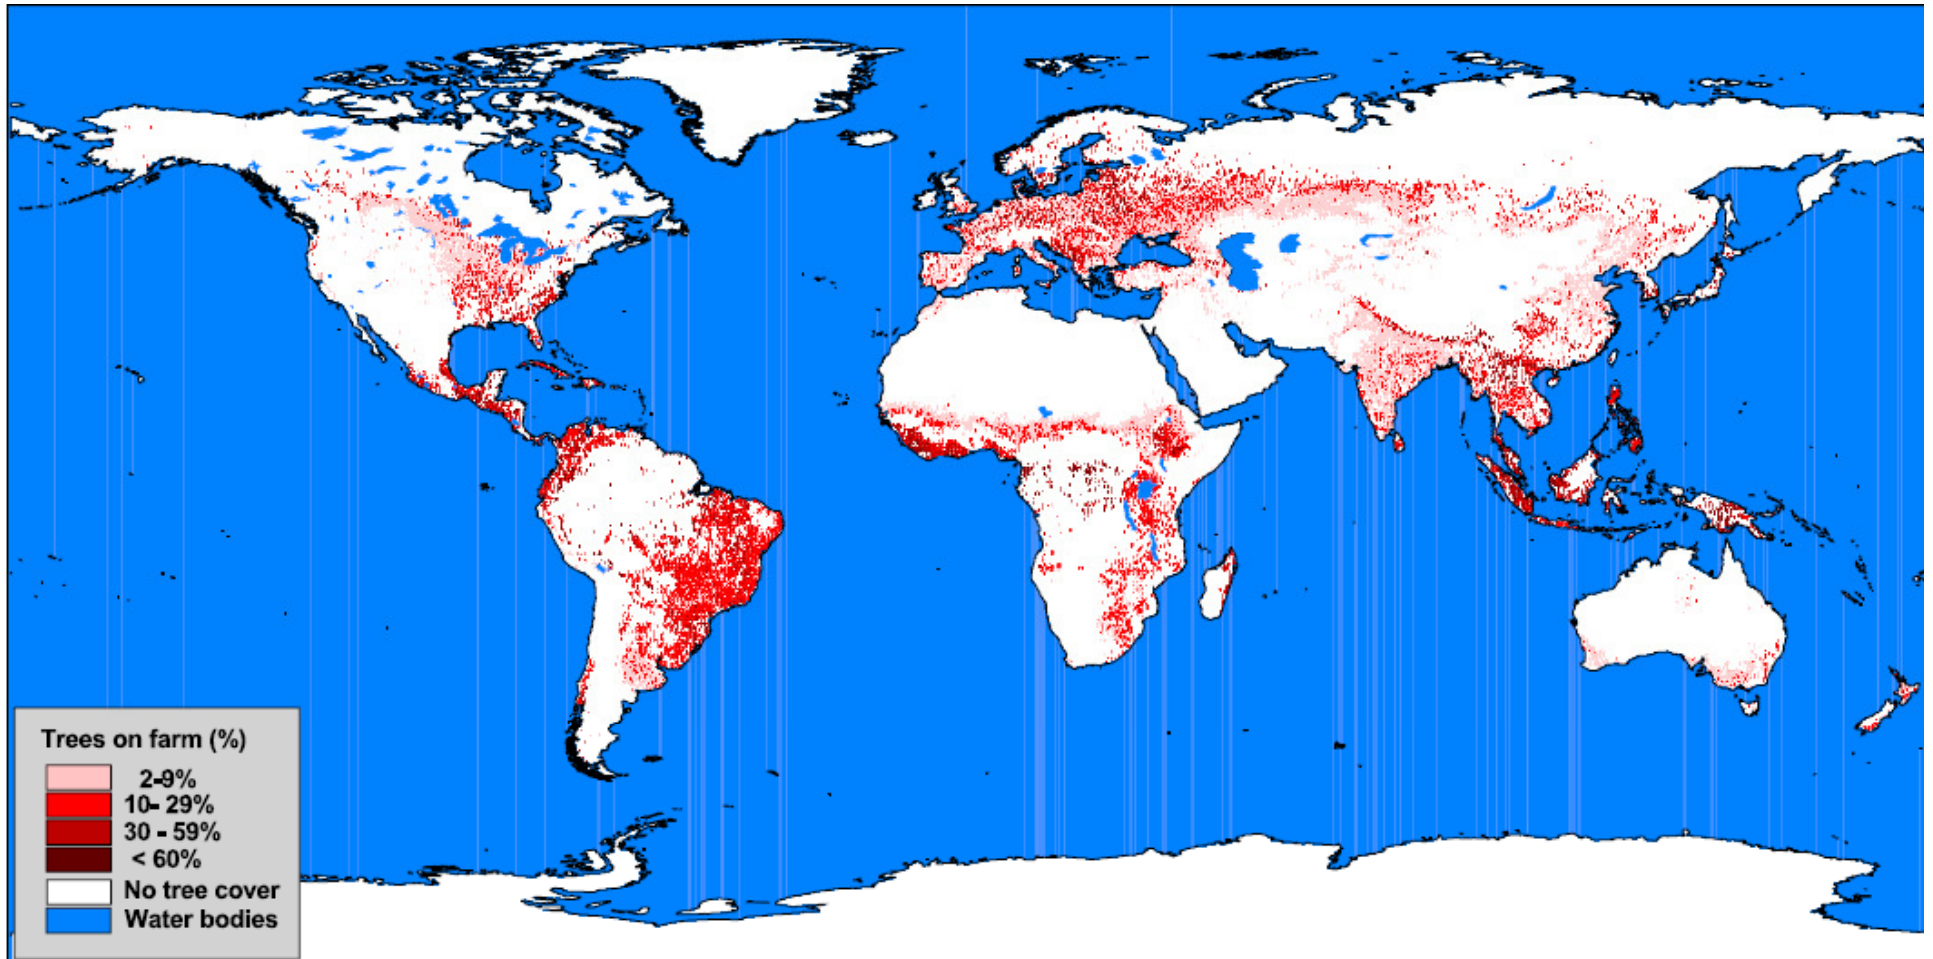 Trees on farm (%)
2-9%
10- 29%
30 - 59%
< 60%
No tree cover
Water bodies